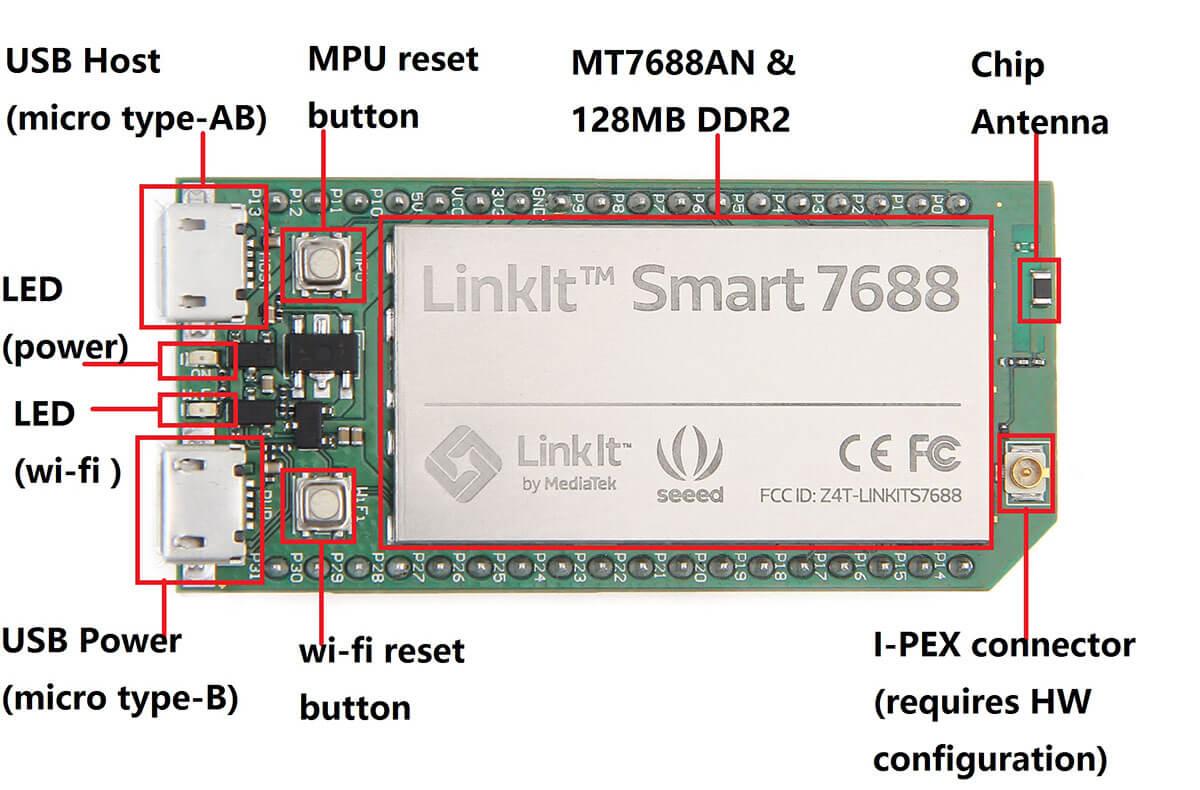 USB Host
(micro type-AB)
MPU reset
button
MT7688AN &
128MB DDR2
Chip
Antenna
P13 P12 P11 P10 5V VCC 3V3 GND P9 P8 P7 P6 P5 P4 P3 P2 P1 P0
HOST
MPU
LinkIt™ Smart 7688
LED
(power)
LED
(wi-fi )
LinkIt™
by MediaTek
seeed
CE FC
FCC ID: Z4T-LINKITS7688
PWR
WiFi
P31 P30 P29 P28 P27 P26 P25 P24 P23 P22 P21 P20 P19 P18 P17 P16 P15 P14
USB Power
(micro type-B)
wi-fi reset
button
I-PEX connector
(requires HW
configuration)